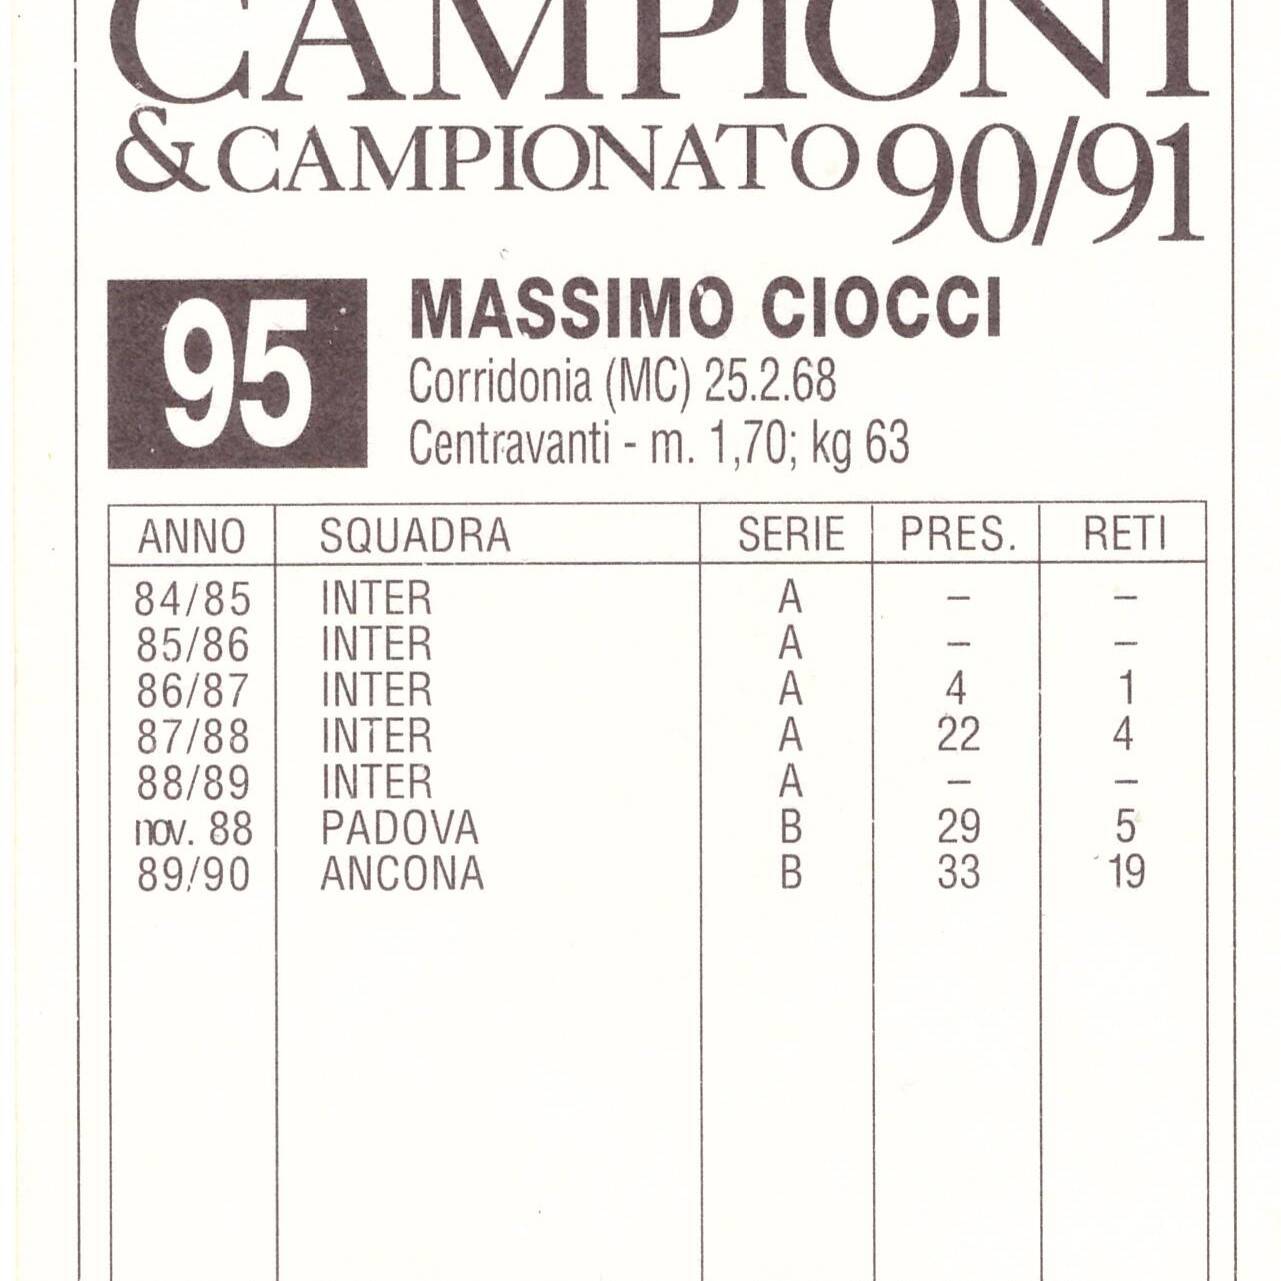 CAMPIONI
& CAMPIONATO 90/91
95
MASSIMO CIOCCI
Corridonia (MC) 25.2.68
Centravanti - m. 1,70; kg 63
ANNO SQUADRA SERIE PRES. RETI
84/85 INTER A – –
85/86 INTER A – –
86/87 INTER A 4 1
87/88 INTER A 22 4
88/89 INTER A – –
nov. 88 PADOVA B 29 5
89/90 ANCONA B 33 19